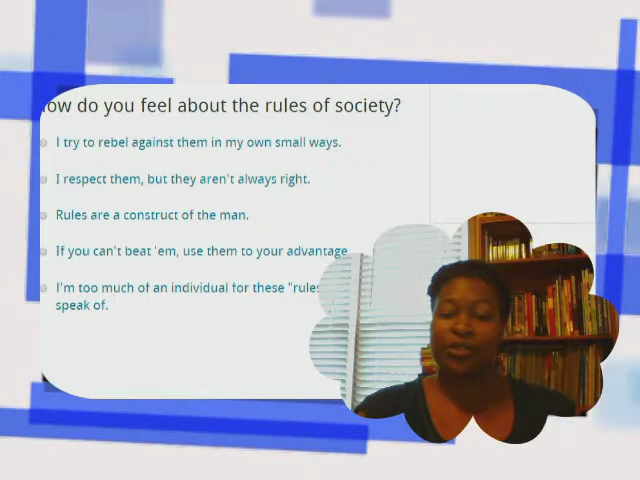 ow do you feel about the rules of society?
I try to rebel against them in my own small ways.
I respect them, but they aren't always right.
Rules are a construct of the man.
If you can't beat 'em, use them to your advantage
I'm too much of an individual for these "rules
speak of.